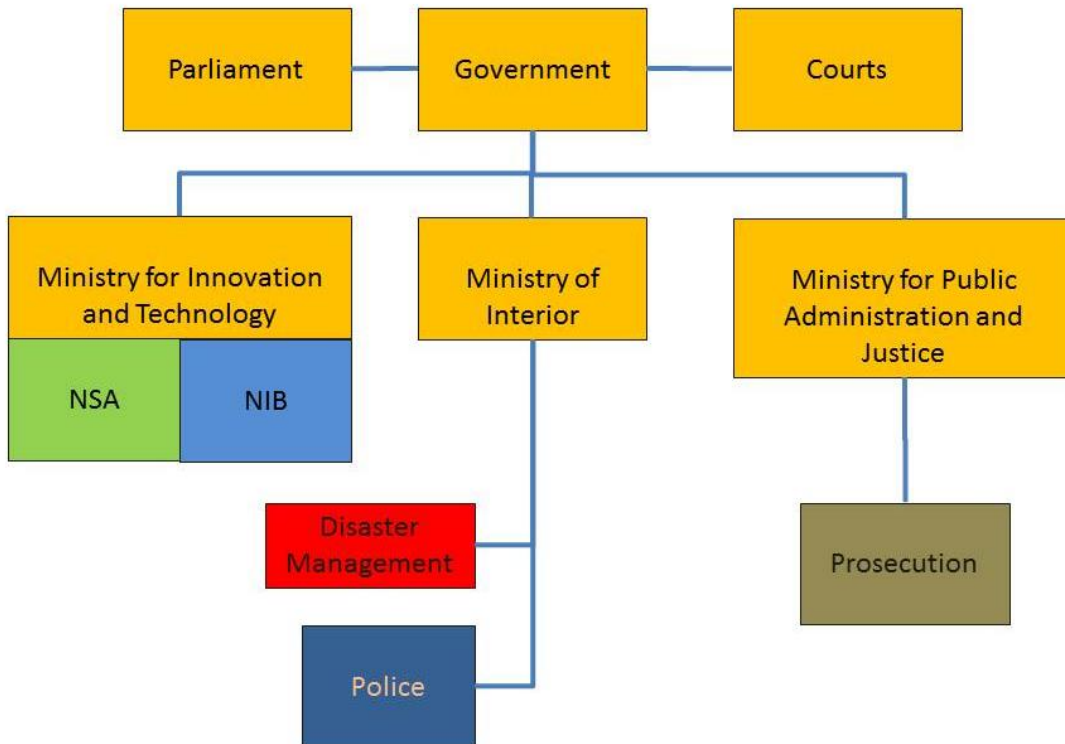 Parliament
Government
Courts
Ministry for Innovation
and Technology
Ministry of
Interior
Ministry for Public
Administration and
Justice
NSA
NIB
Disaster
Management
Prosecution
Police